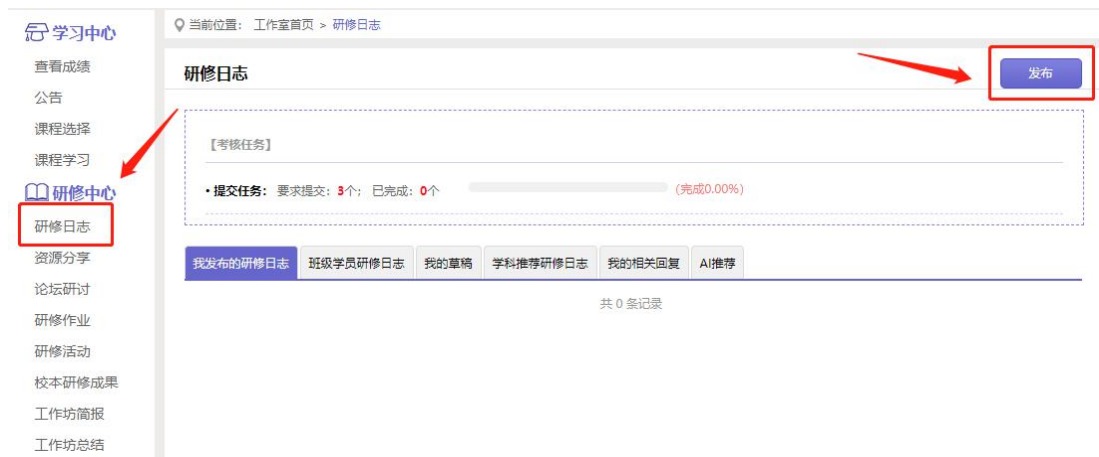 学习中心
查看成绩
公告
课程选择
课程学习
研修中心
研修日志
资源分享
论坛研讨
研修作业
研修活动
校本研修成果
工作坊简报
工作坊总结
当前位置： 工作室首页 > 研修日志
研修日志
发布
【考核任务】
•提交任务： 要求提交：3个； 已完成：0个 (完成0.00%)
我发布的研修日志 班级学员研修日志 我的草稿 学科推荐研修日志 我的相关回复 AI推荐
共 0 条记录